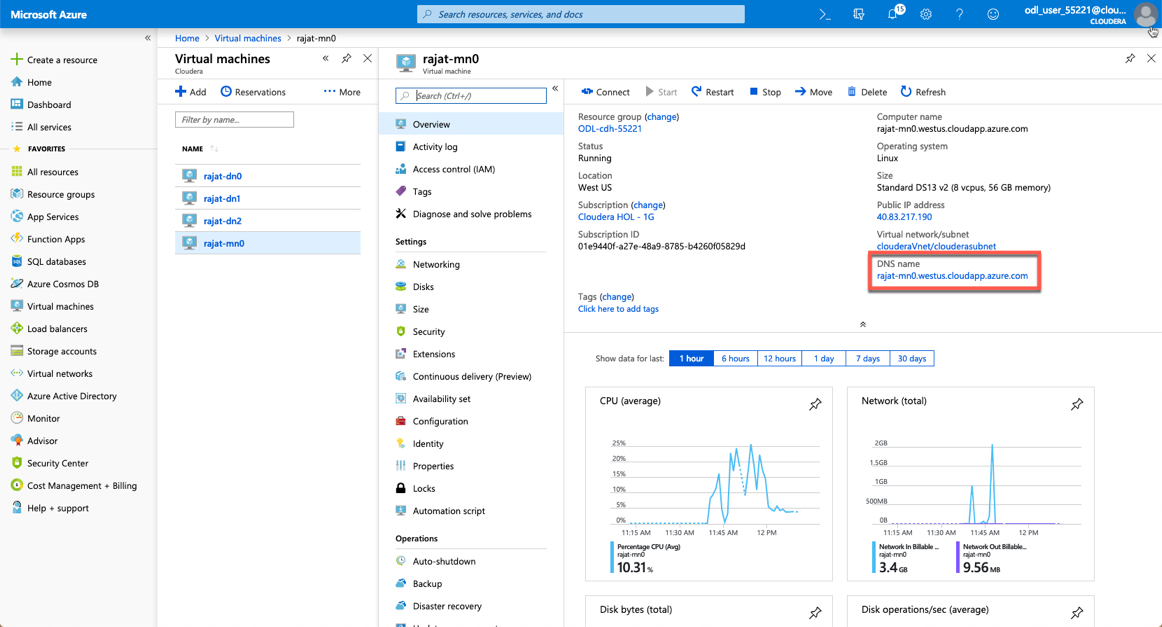 Microsoft Azure
Search resources, services, and docs
15
odl_user_55221@clou...
CLOUDERA
Create a resource
Home
Dashboard
All services
FAVORITES
All resources
Resource groups
App Services
Function Apps
SQL databases
Azure Cosmos DB
Virtual machines
Load balancers
Storage accounts
Virtual networks
Azure Active Directory
Monitor
Advisor
Security Center
Cost Management + Billing
Help + support
Home > Virtual machines > rajat-mn0
Virtual machines
Cloudera
Add Reservations ··· More
Filter by name...
NAME
rajat-dn0
rajat-dn1
rajat-dn2
rajat-mn0
rajat-mn0
Virtual machine
Search (Ctrl+/)
Overview
Activity log
Access control (IAM)
Tags
Diagnose and solve problems
Settings
Networking
Disks
Size
Security
Extensions
Continuous delivery (Preview)
Availability set
Configuration
Identity
Properties
Locks
Automation script
Operations
Auto-shutdown
Backup
Disaster recovery
Connect Start Restart Stop Move Delete Refresh
Resource group (change)
ODL-cdh-55221
Status
Running
Location
West US
Subscription (change)
Cloudera HOL - 1G
Subscription ID
01e9440f-a27e-48a9-8785-b4260f05829d
Tags (change)
Click here to add tags
Computer name
rajat-mn0.westus.cloudapp.azure.com
Operating system
Linux
Size
Standard DS13 v2 (8 vcpus, 56 GB memory)
Public IP address
40.83.217.190
Virtual network/subnet
clouderaVnet/clouderasubnet
DNS name
rajat-mn0.westus.cloudapp.azure.com
Show data for last: 1 hour 6 hours 12 hours 1 day 7 days 30 days
CPU (average)
25%
20%
15%
10%
5%
0%
11:15 AM 11:30 AM 11:45 AM 12 PM
Percentage CPU (Avg)
rajat-mn0
10.31 %
Network (total)
2GB
1.5GB
1GB
500MB
0B
11:15 AM 11:30 AM 11:45 AM 12 PM
Network In Billable ...
rajat-mn0
3.4 GB
Network Out Billable...
rajat-mn0
9.56 MB
Disk bytes (total)
Disk operations/sec (average)